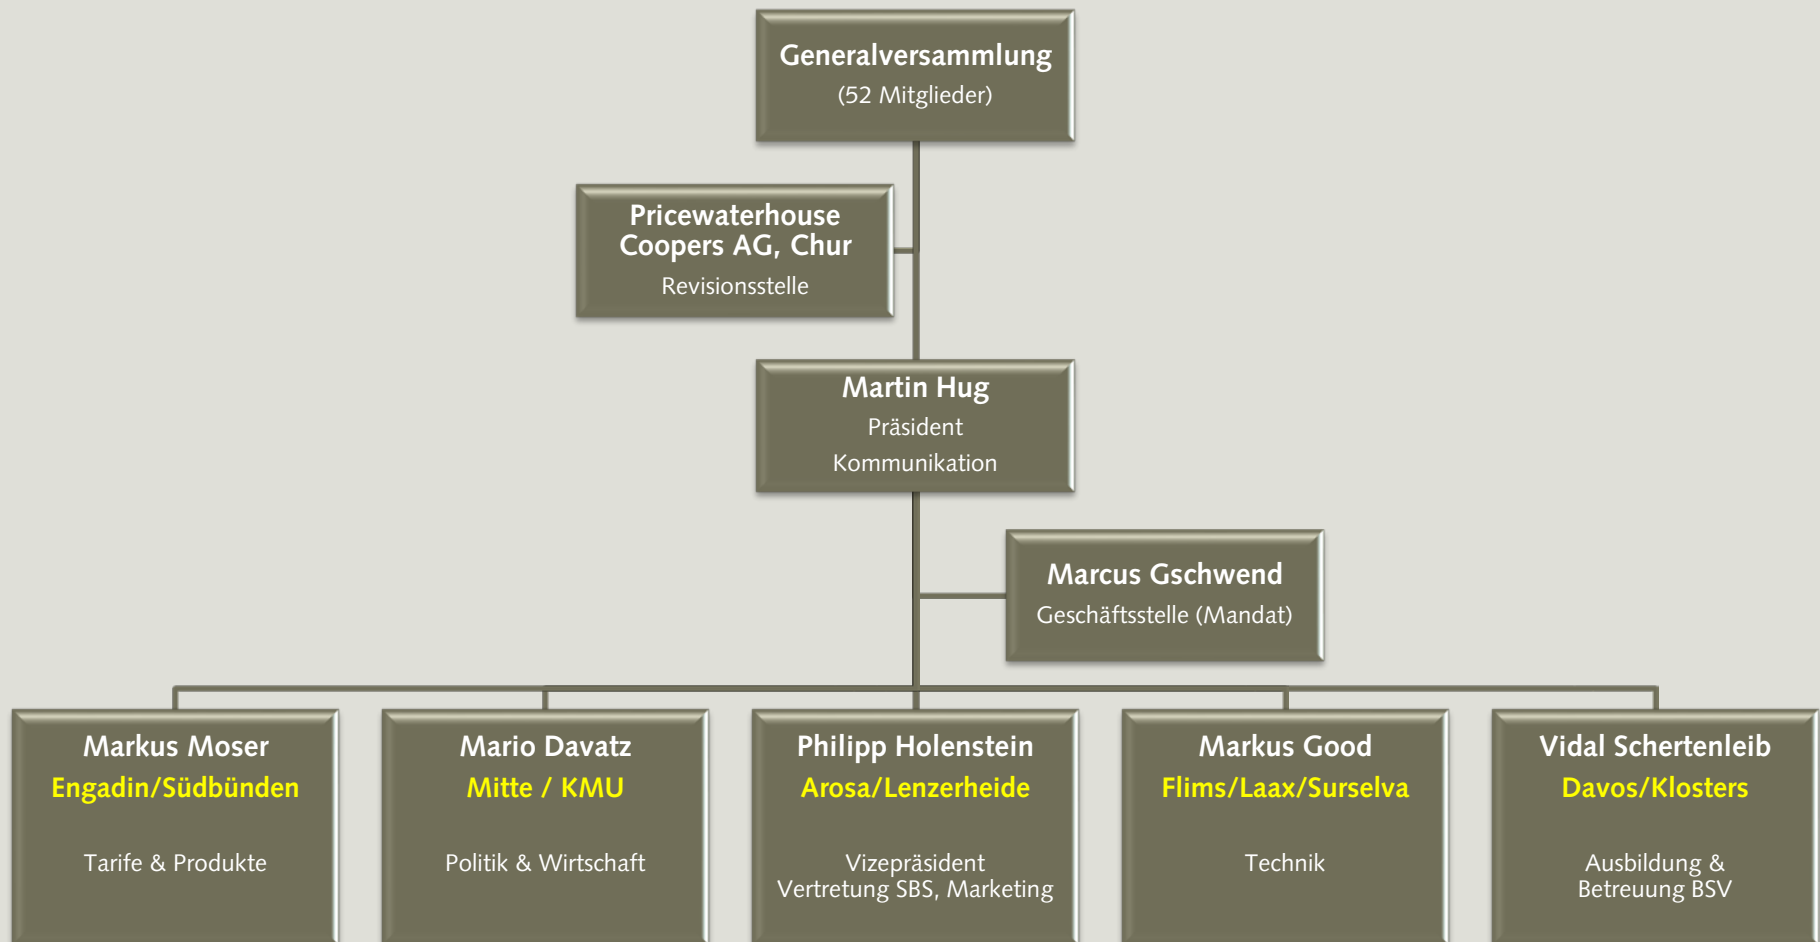 Generalversammlung
(52 Mitglieder)
Pricewaterhouse
Coopers AG, Chur
Revisionsstelle
Martin Hug
Präsident
Kommunikation
Marcus Gschwend
Geschäftsstelle (Mandat)
Markus Moser
Engadin/Südbünden
Tarife & Produkte
Mario Davatz
Mitte / KMU
Politik & Wirtschaft
Philipp Holenstein
Arosa/Lenzerheide
Vizepräsident
Vertretung SBS, Marketing
Markus Good
Flims/Laax/Surselva
Technik
Vidal Schertenleib
Davos/Klosters
Ausbildung &
Betreuung BSV